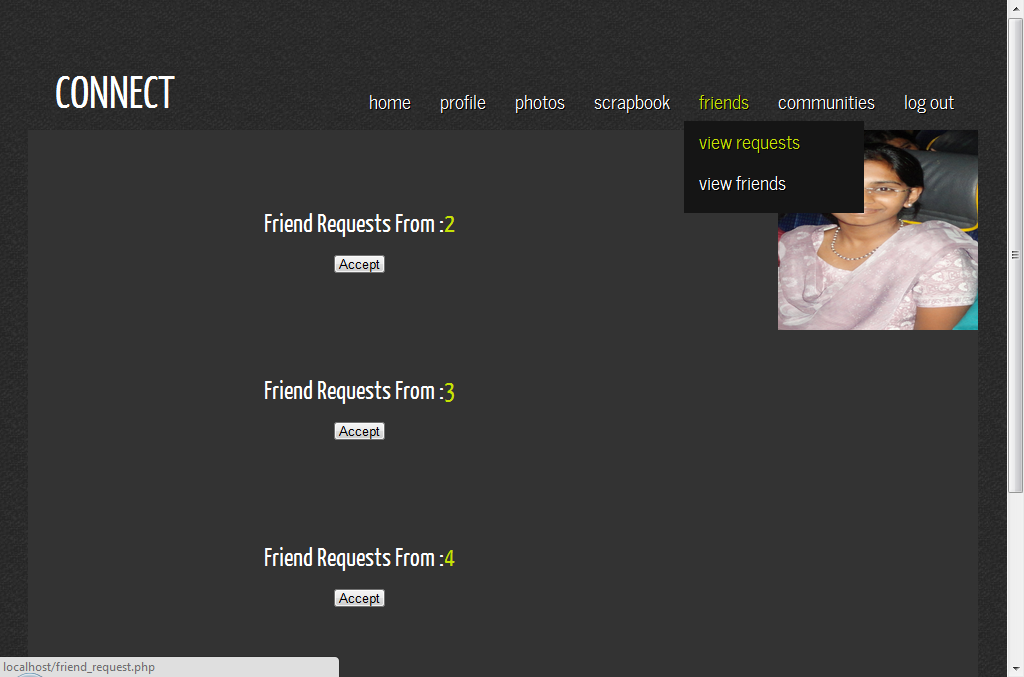 CONNECT
home profile photos scrapbook friends communities log out
view requests
view friends
Friend Requests From :2
Accept
Friend Requests From :3
Accept
Friend Requests From :4
Accept
localhost/friend_request.php